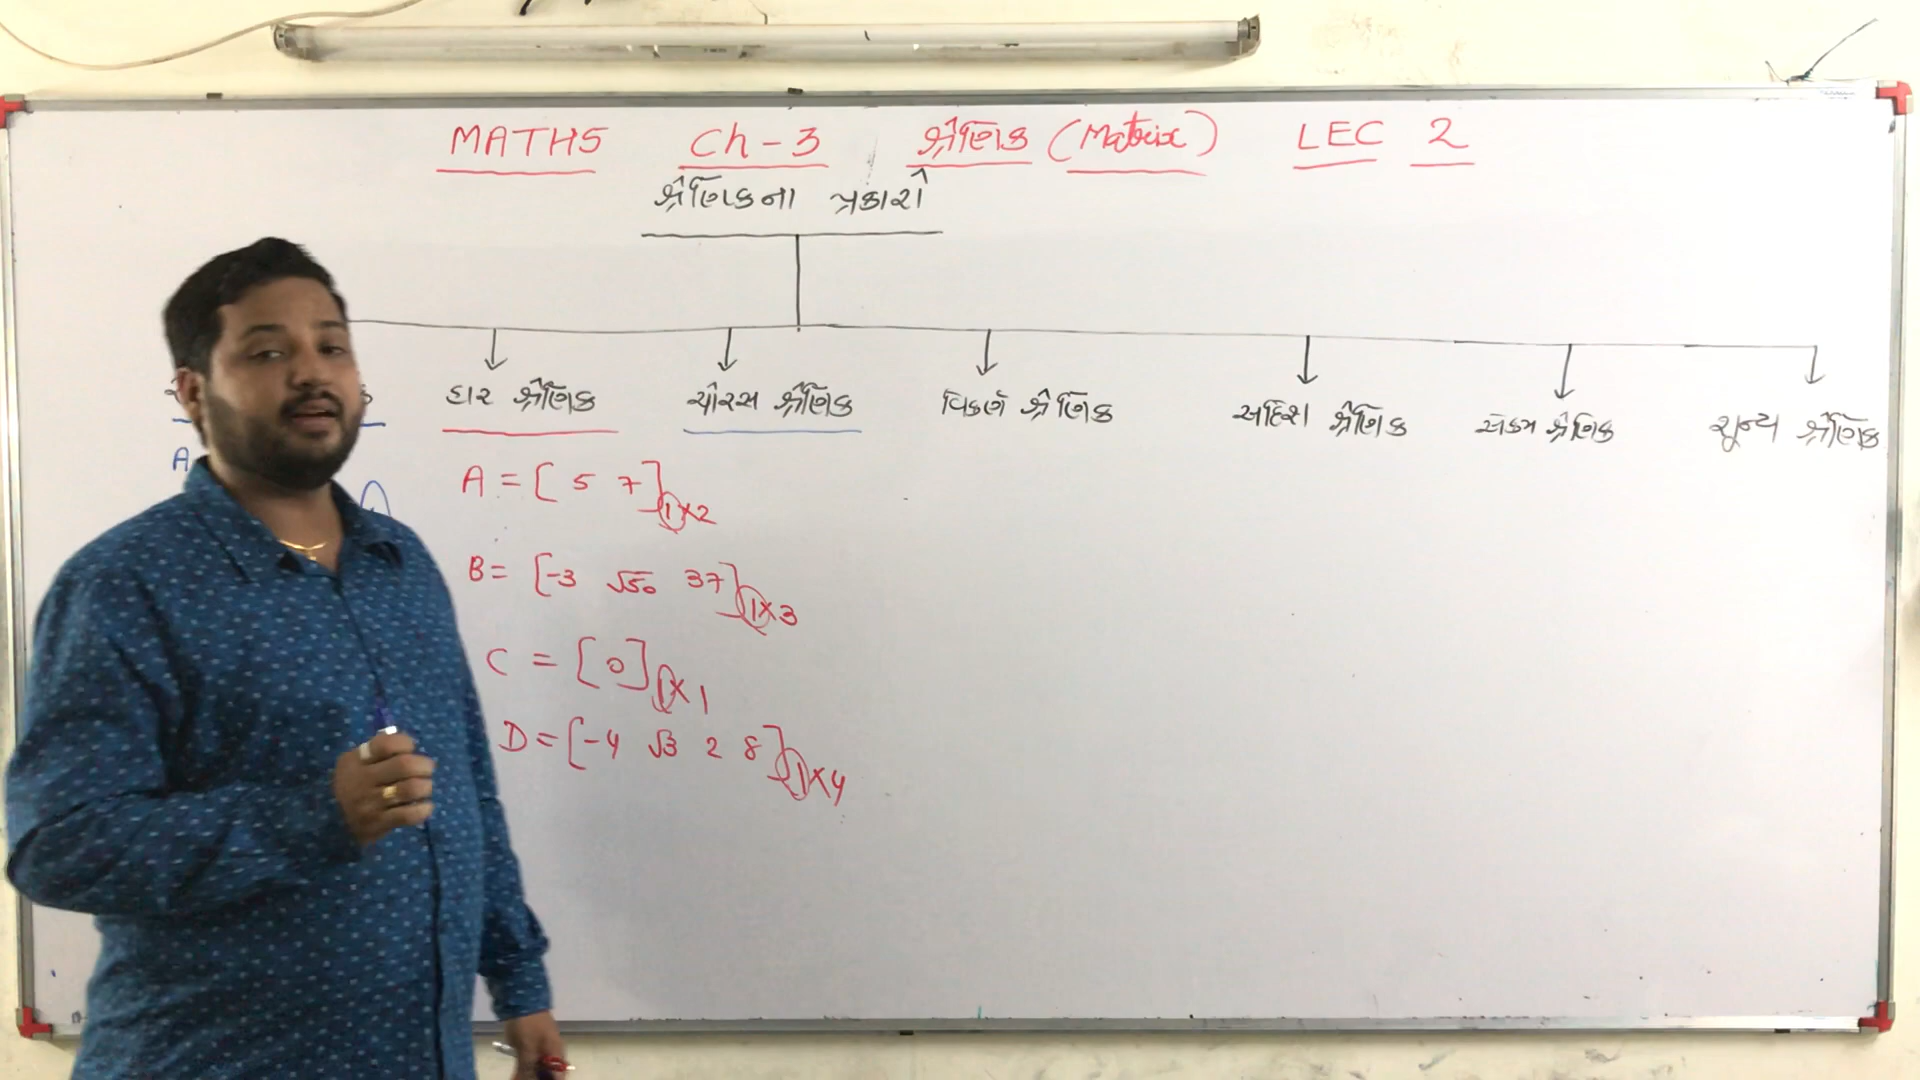 MATHS Ch-3 શ્રેણિક (Matrix) LEC 2
શ્રેણિકના પ્રકારો
હાર શ્રેણિક ચોરસ શ્રેણિક વિકર્ણ શ્રેણિક અદિશ શ્રેણિક એકમ શ્રેણિક શૂન્ય શ્રેણિક
A
A = [ 5 7 ]1×2
B = [-3 √50 37]1×3
C = [0]1×1
D = [-4 √3 2 8]1×4